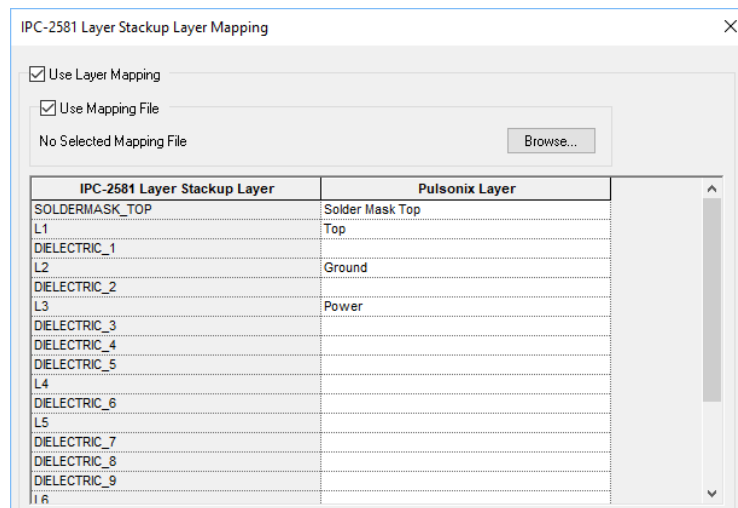 IPC-2581 Layer Stackup Layer Mapping
Use Layer Mapping
Use Mapping File
No Selected Mapping File Browse...
IPC-2581 Layer Stackup Layer Pulsonix Layer
SOLDERMASK_TOP Solder Mask Top
L1 Top
DIELECTRIC_1
L2 Ground
DIELECTRIC_2
L3 Power
DIELECTRIC_3
DIELECTRIC_4
DIELECTRIC_5
L4
DIELECTRIC_6
L5
DIELECTRIC_7
DIELECTRIC_8
DIELECTRIC_9
L6